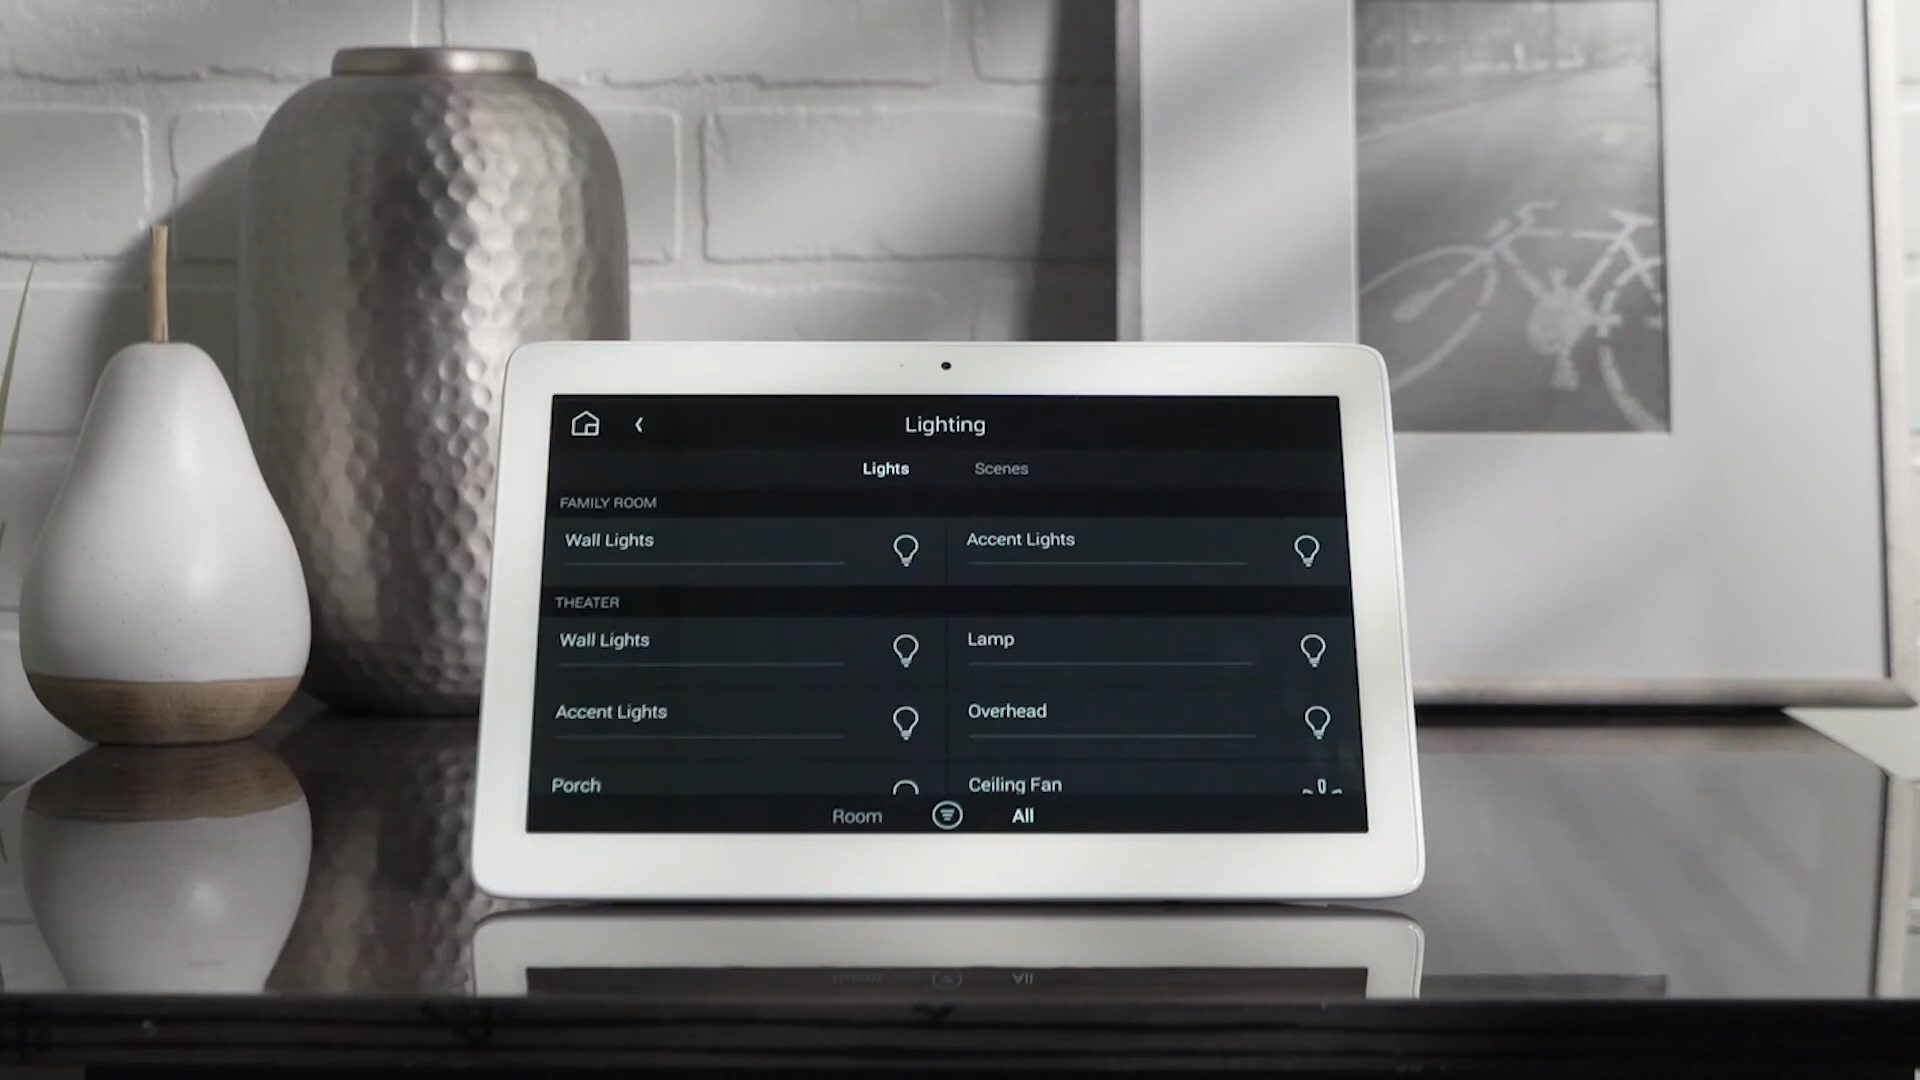 Lighting
Lights Scenes
FAMILY ROOM
Wall Lights Accent Lights
THEATER
Wall Lights Lamp
Accent Lights Overhead
Porch Ceiling Fan
Room All